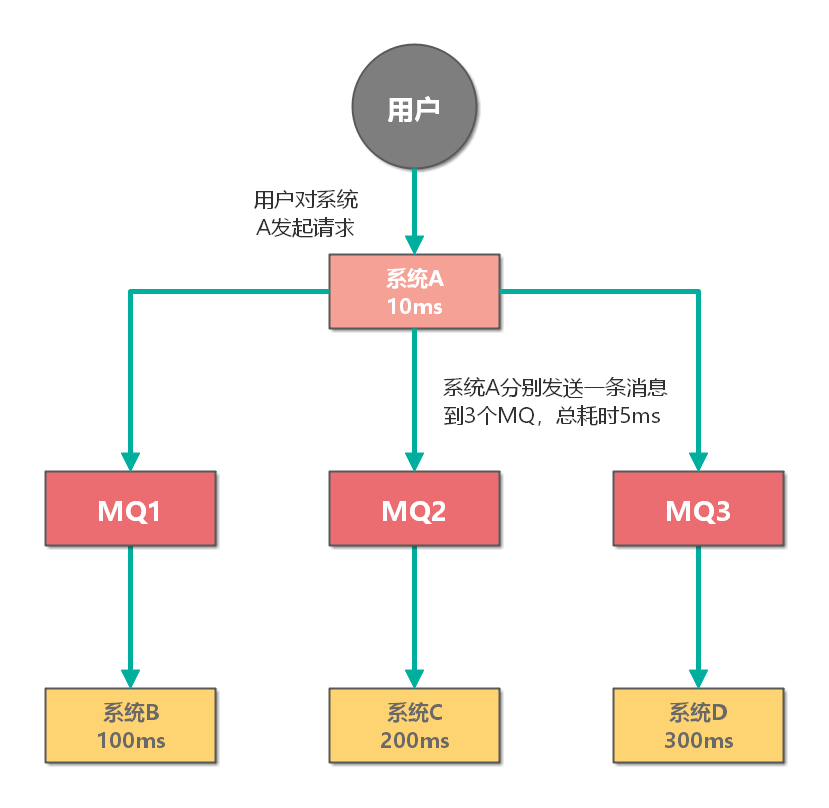 用户
用户对系统
A发起请求
系统A
10ms
系统A分别发送一条消息
到3个MQ，总耗时5ms
MQ1
MQ2
MQ3
系统B
100ms
系统C
200ms
系统D
300ms